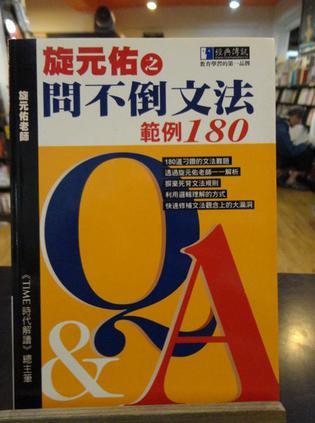 經典傳訊
教育學習的第一品牌
旋元佑之
問不倒文法
範例180
180道刁鑽的文法難題
透過旋元佑老師一一解析
摒棄死背文法規則
利用邏輯理解的方式
快速修補文法觀念上的大漏洞
Q
&A
旋元佑老師
《TIME時代解讀》總主筆